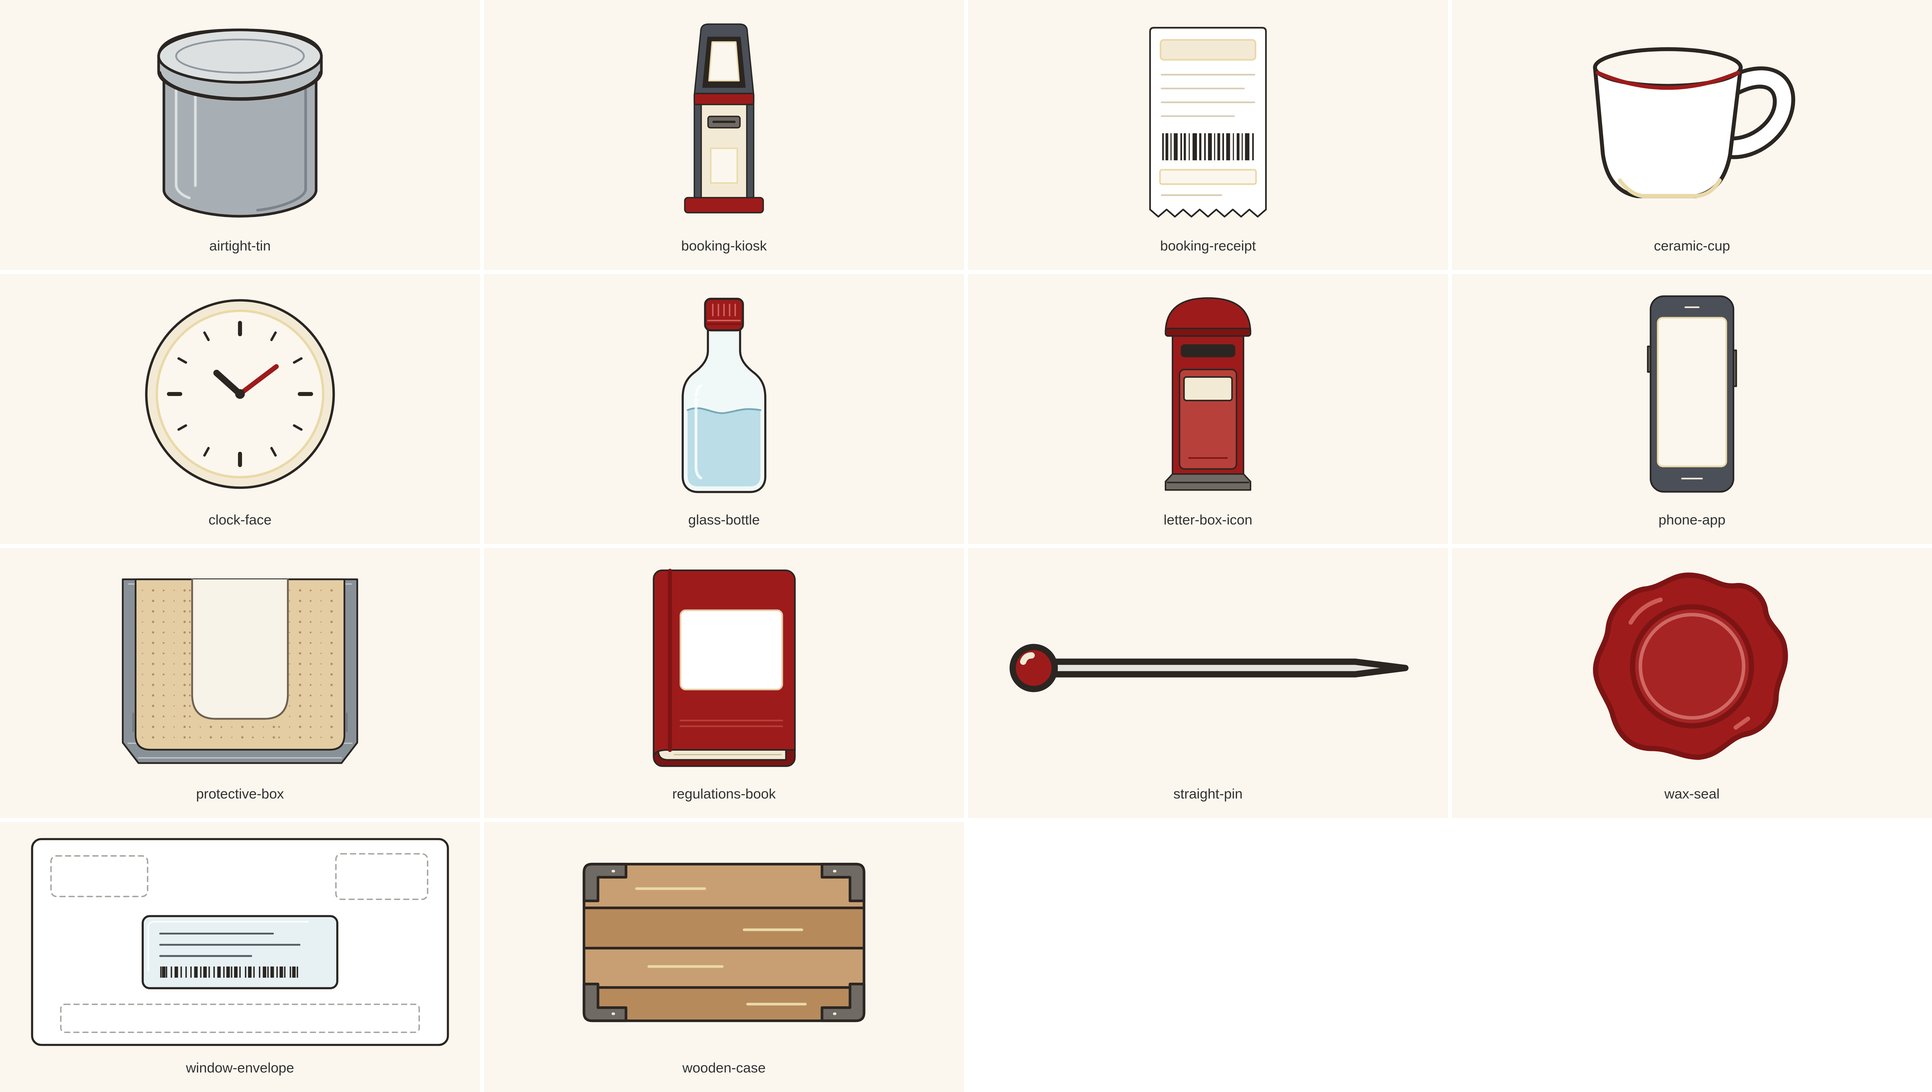 airtight-tin
booking-kiosk
booking-receipt
ceramic-cup
clock-face
glass-bottle
letter-box-icon
phone-app
protective-box
regulations-book
straight-pin
wax-seal
window-envelope
wooden-case